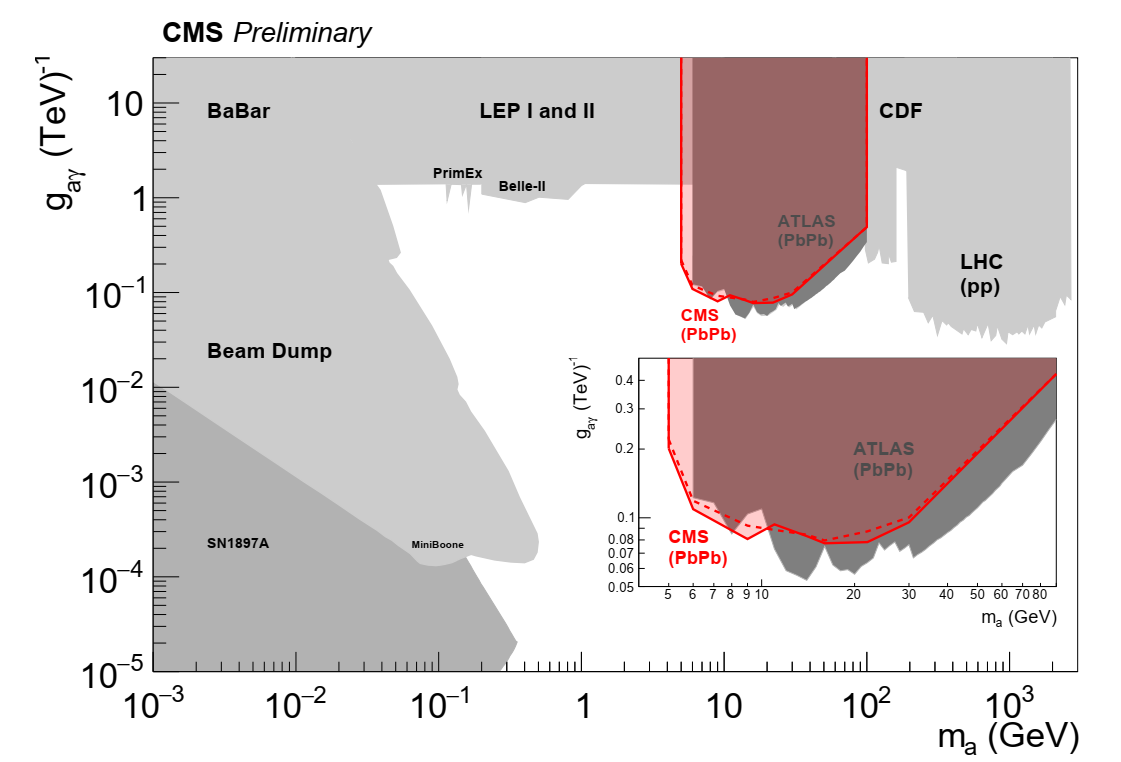 CMS Preliminary
g_aγ (TeV)^-1
10
1
10^−1
10^−2
10^−3
10^−4
10^−5
BaBar
LEP I and II
CDF
PrimEx
Belle-II
ATLAS
(PbPb)
LHC
(pp)
CMS
(PbPb)
Beam Dump
SN1897A
MiniBoone
g_aγ (TeV)^-1
0.4
0.3
0.2
0.1
0.08
0.07
0.06
0.05
ATLAS
(PbPb)
CMS
(PbPb)
5 6 7 8 9 10 20 30 40 50 60 70 80
m_a (GeV)
10^−3 10^−2 10^−1 1 10 10^2 10^3
m_a (GeV)